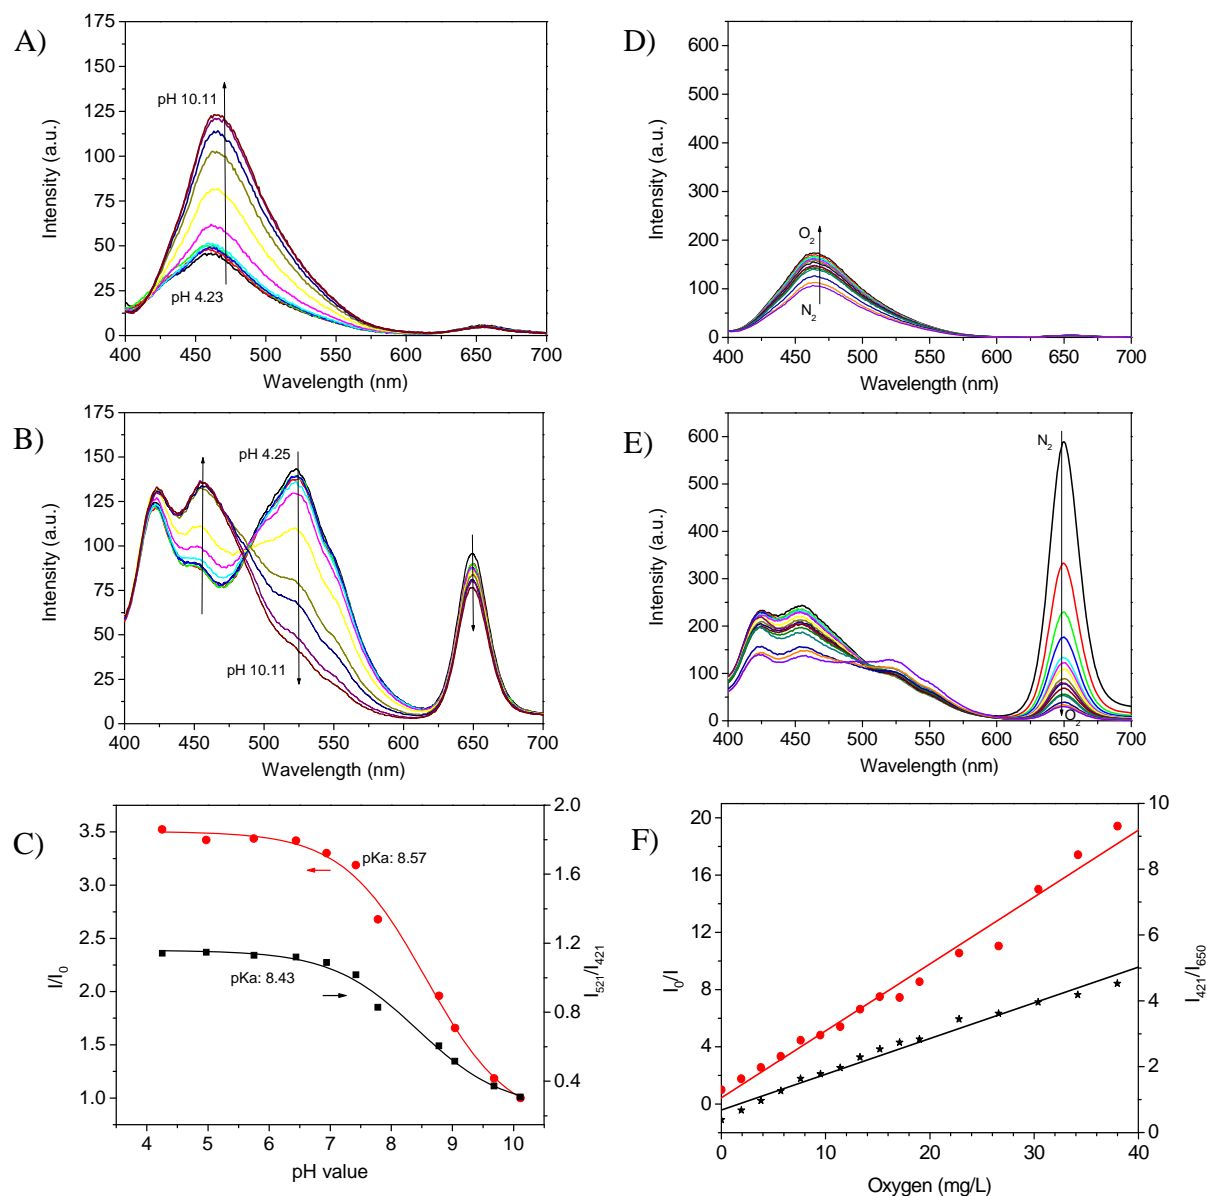 A)
175
150
125
100
75
50
25
0
Intensity (a.u.)
pH 10.11
pH 4.23
400 450 500 550 600 650 700
Wavelength (nm)
D)
600
500
400
300
200
100
0
Intensity (a.u.)
O2
N2
400 450 500 550 600 650 700
Wavelength (nm)
B)
175
150
125
100
75
50
25
0
Intensity (a.u.)
pH 4.25
pH 10.11
400 450 500 550 600 650 700
Wavelength (nm)
E)
600
500
400
300
200
100
0
Intensity (a.u.)
N2
O2
400 450 500 550 600 650 700
Wavelength (nm)
C)
3.5
3.0
2.5
2.0
1.5
1.0
I/I0
pKa: 8.57
pKa: 8.43
2.0
1.6
1.2
0.8
0.4
I521/I421
4 5 6 7 8 9 10
pH value
F)
20
16
12
8
4
0
I0/I
10
8
6
4
2
0
I421/I650
0 10 20 30 40
Oxygen (mg/L)